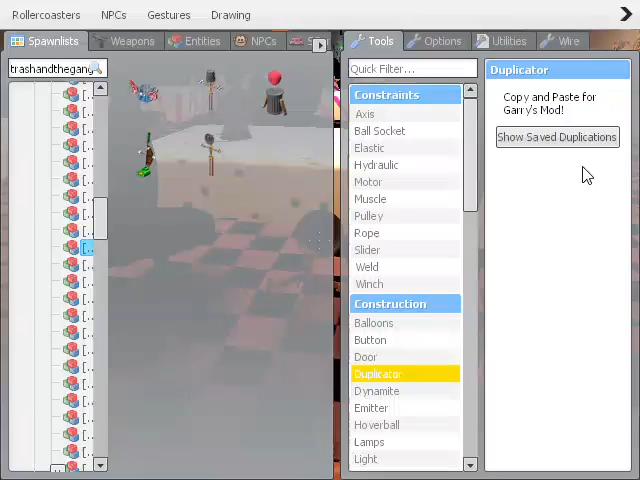 Rollercoasters NPCs Gestures Drawing
Spawnlists Weapons Entities NPCs
Tools Options Utilities Wire
trashandthegang
Quick Filter...
Constraints
Axis
Ball Socket
Elastic
Hydraulic
Motor
Muscle
Pulley
Rope
Slider
Weld
Winch
Construction
Balloons
Button
Door
Duplicator
Dynamite
Emitter
Hoverball
Lamps
Light
Duplicator
Copy and Paste for
Garry's Mod!
Show Saved Duplications